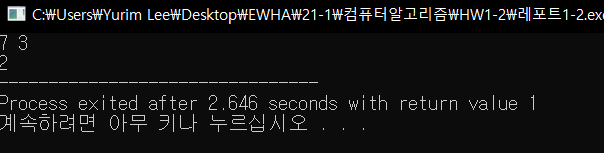 C:₩Users₩Yurim Lee₩Desktop₩EWHA₩21-1₩컴퓨터알고리즘₩HW1-2₩레포트1-2.exe
7 3
2
--------------------------------
Process exited after 2.646 seconds with return value 1
계속하려면 아무 키나 누르십시오 . . .